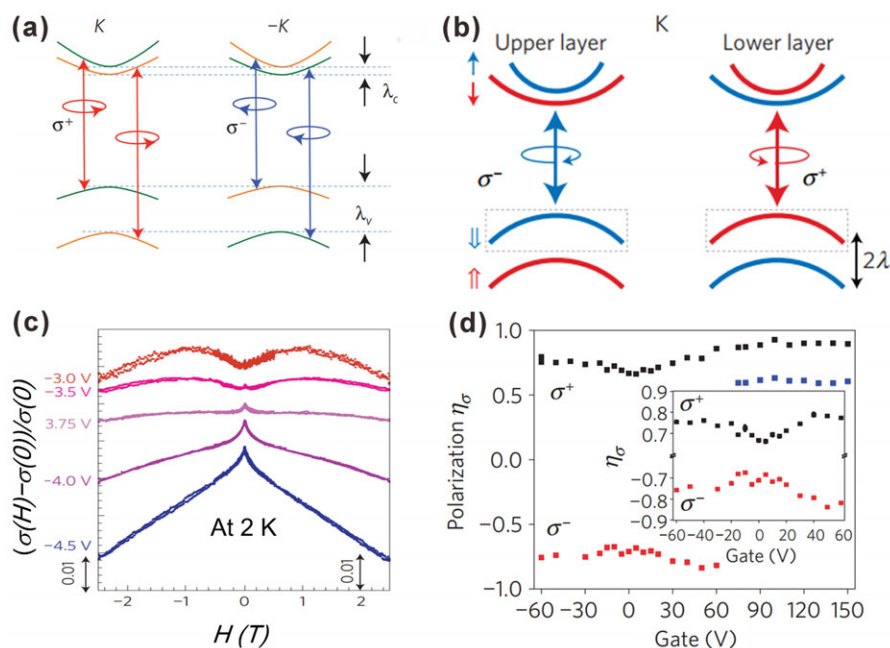 (a)
K
−K
σ+
σ−
λc
λv
(b)
K
Upper layer
Lower layer
↑
↓
σ−
σ+
⇓
⇑
2λ
(c)
(σ(H)−σ(0))/σ(0)
−3.0 V
−3.5 V
3.75 V
−4.0 V
−4.5 V
At 2 K
0.01
0.01
−2 −1 0 1 2
H (T)
(d)
Polarization ησ
1.0
0.5
0.0
−0.5
−1.0
σ+
σ−
ησ
0.9
0.8
0.7
−0.7
−0.8
−0.9
σ+
σ−
−60 −40 −20 0 20 40 60
Gate (V)
−60 −30 0 30 60 90 120 150
Gate (V)